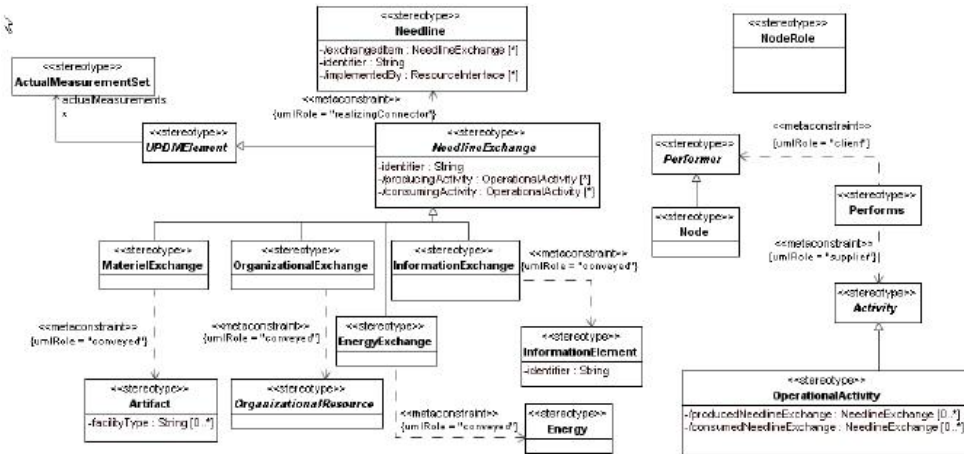 <<stereotype>>
Needline
-/exchangedItem : NeedlineExchange [*]
-identifier : String
-/implementedBy : ResourceInterface [*]
<<stereotype>>
NodeRole
<<stereotype>>
ActualMeasurementSet
actualMeasurements
x
<<metaconstraint>>
{umlRole = "realizingConnector"}
<<stereotype>>
UPDMElement
<<stereotype>>
NeedlineExchange
-identifier : String
-/producingActivity : OperationalActivity [*]
-/consumingActivity : OperationalActivity [*]
<<metaconstraint>>
{umlRole = "client"}
<<stereotype>>
Performer
<<stereotype>>
Node
<<stereotype>>
Performs
<<stereotype>>
MaterielExchange
<<stereotype>>
OrganizationalExchange
<<stereotype>>
InformationExchange
<<metaconstraint>>
{umlRole = "conveyed"}
<<metaconstraint>>
{umlRole = "supplier"}
<<stereotype>>
Activity
<<metaconstraint>>
{umlRole = "conveyed"}
<<metaconstraint>>
{umlRole = "conveyed"}
<<stereotype>>
EnergyExchange
<<stereotype>>
InformationElement
-identifier : String
<<stereotype>>
Artifact
-facilityType : String [0..*]
<<stereotype>>
OrganizationalResource
<<metaconstraint>>
{umlRole = "conveyed"}
<<stereotype>>
Energy
<<stereotype>>
OperationalActivity
-/producedNeedlineExchange : NeedlineExchange [0..*]
-/consumedNeedlineExchange : NeedlineExchange [0..*]